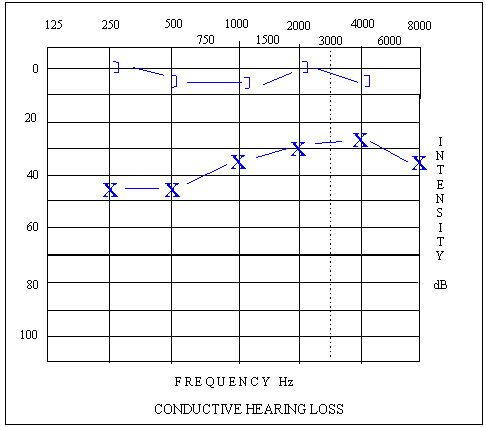 125 250 500 1000 2000 4000 8000
750 1500 3000 6000
0
20
40
60
80
100
] ] ] ] ]
X X X X X X
INTENSITY
dB
FREQUENCY Hz
CONDUCTIVE HEARING LOSS